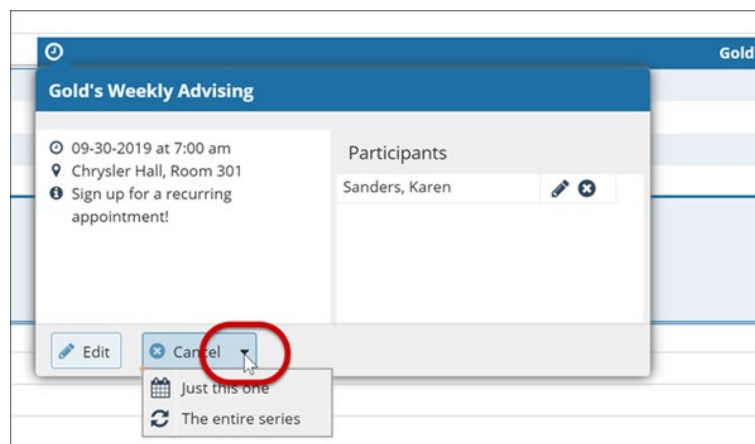 Gold
Gold's Weekly Advising
09-30-2019 at 7:00 am
Chrysler Hall, Room 301
Sign up for a recurring
appointment!
Participants
Sanders, Karen
Edit
Cancel
Just this one
The entire series